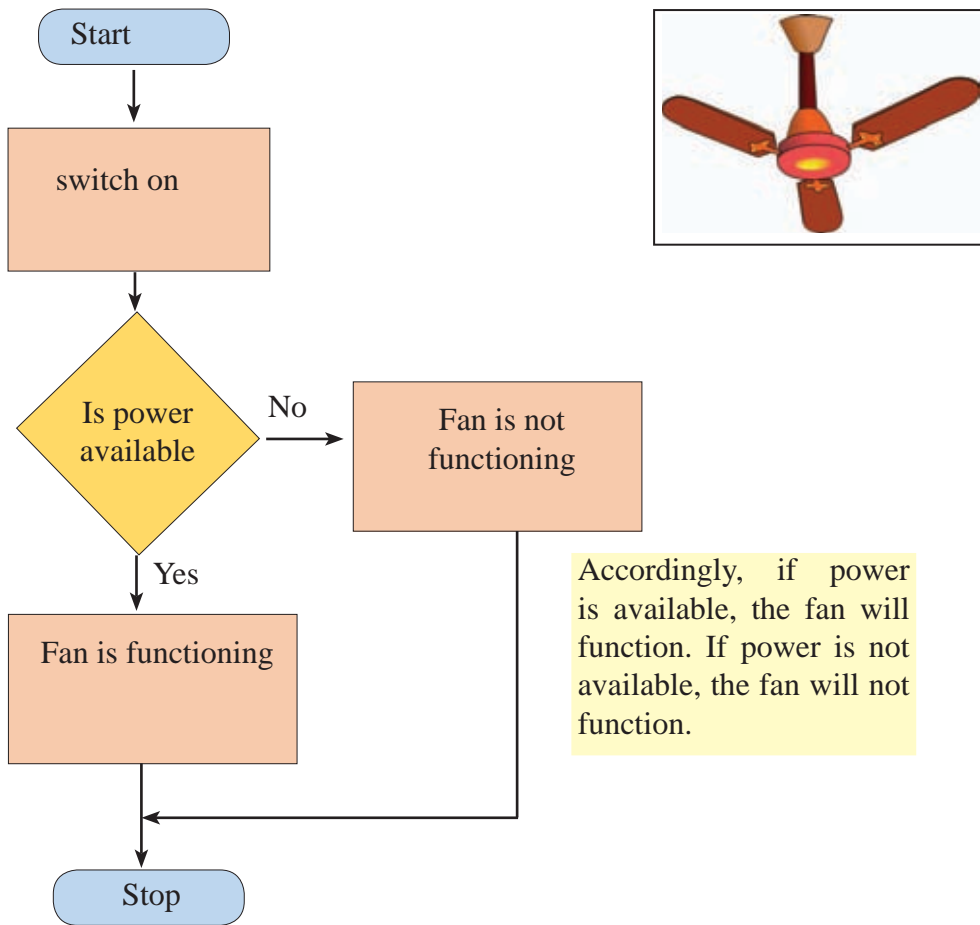 Start
switch on
Is power
available
No
Fan is not
functioning
Yes
Fan is functioning
Accordingly, if power
is available, the fan will
function. If power is not
available, the fan will not
function.
Stop